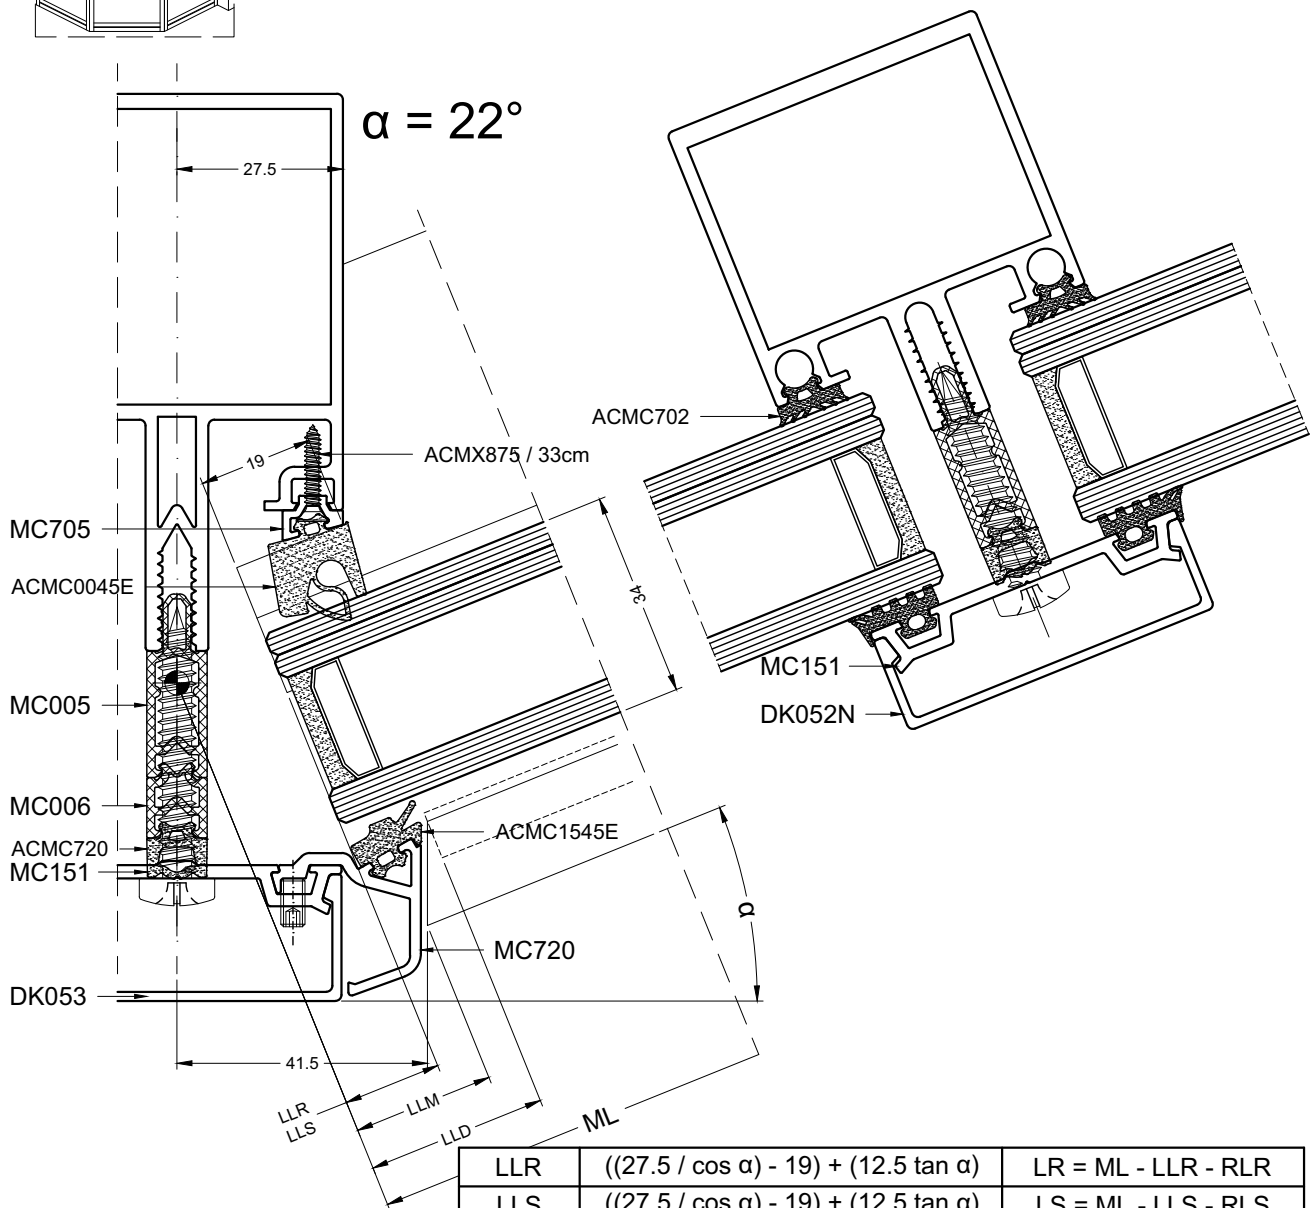 α = 22°
27.5
19
ACMX875 / 33cm
ACMC702
MC705
ACMC0045E
34
MC151
DK052N
MC005
MC006
ACMC720
MC151
ACMC1545E
α
MC720
DK053
41.5
LLR
LLS
LLM
LLD
ML
LLR ((27.5 / cos α) - 19) + (12.5 tan α) LR = ML - LLR - RLR
LLS ((27.5 / cos α) - 19) + (12.5 tan α) LS = ML - LLS - RLS